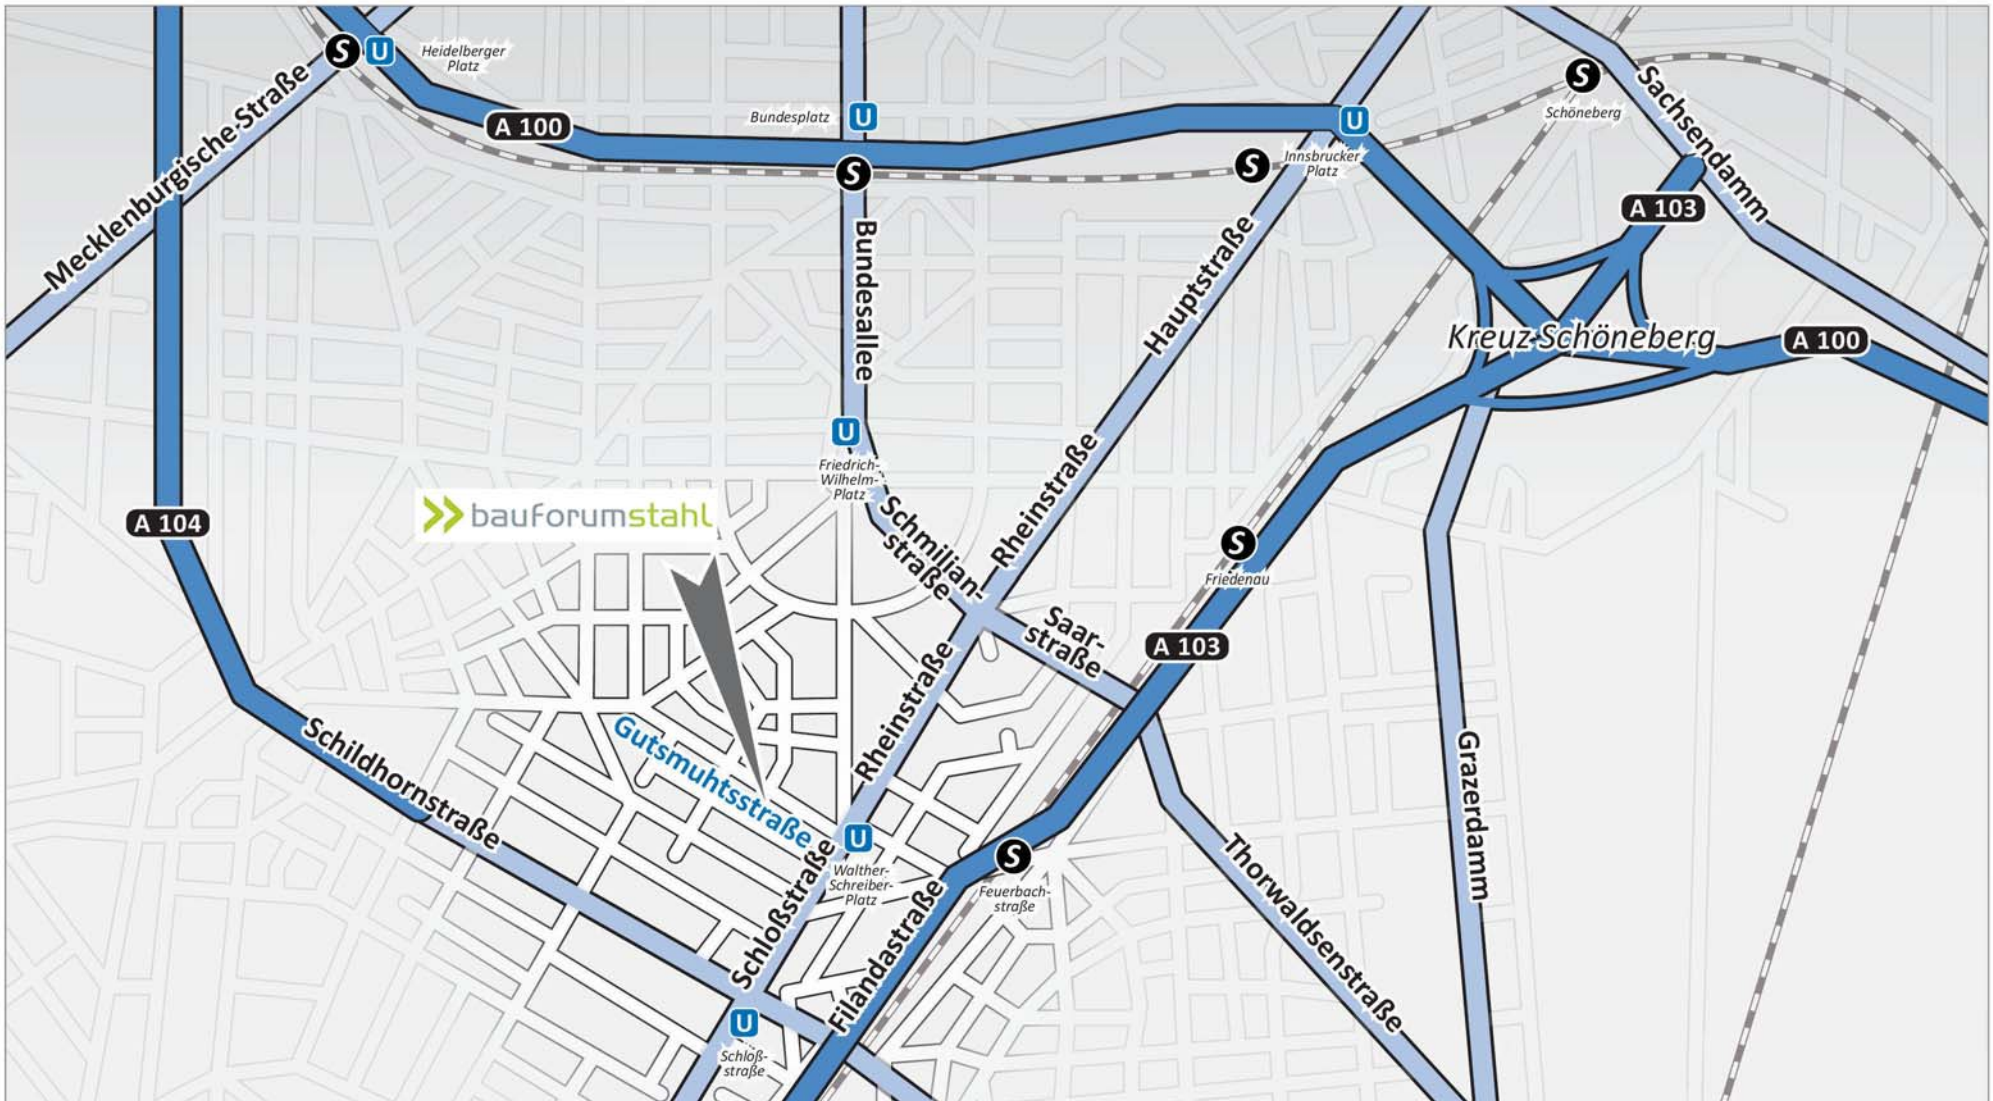 S
U
Heidelberger
Platz
Mecklenburgische Straße
A 100
Bundesplatz
U
S
Bundesallee
U
Innsbrucker
Platz
S
Hauptstraße
S
Schöneberg
Sachsendamm
A 103
Kreuz Schöneberg
A 100
U
Friedrich-
Wilhelm-
Platz
A 104
bauforumstahl
Schmiljan-
straße
Rheinstraße
S
Friedenau
Saar-
straße
A 103
Rheinstraße
Gutsmuhtsstraße
Schildhornstraße
U
Walther-
Schreiber-
Platz
Schloßstraße
S
Feuerbach-
straße
Filandastraße
Thorwaldsenstraße
Grazerdamm
U
Schloß-
straße